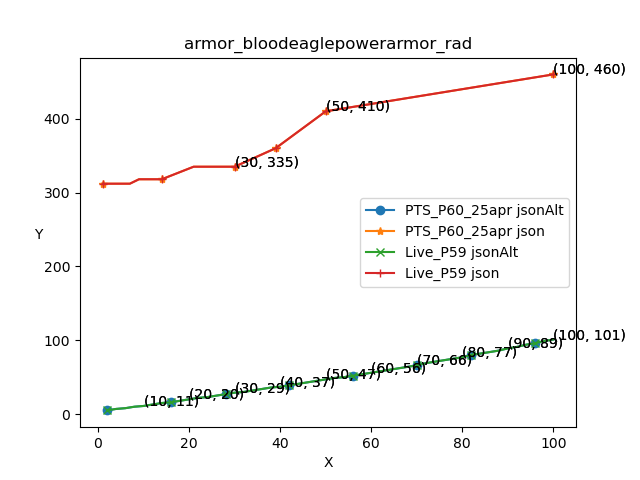 armor_bloodeaglepowerarmor_rad
(100, 460)
(50, 410)
(30, 335)
400
300
Y
200
100
0
PTS_P60_25apr jsonAlt
PTS_P60_25apr json
Live_P59 jsonAlt
Live_P59 json
(100, 101)
(90, 89)
(80, 77)
(70, 66)
(60, 56)
(50, 47)
(40, 37)
(30, 29)
(20, 20)
(10, 11)
0 20 40 60 80 100
X